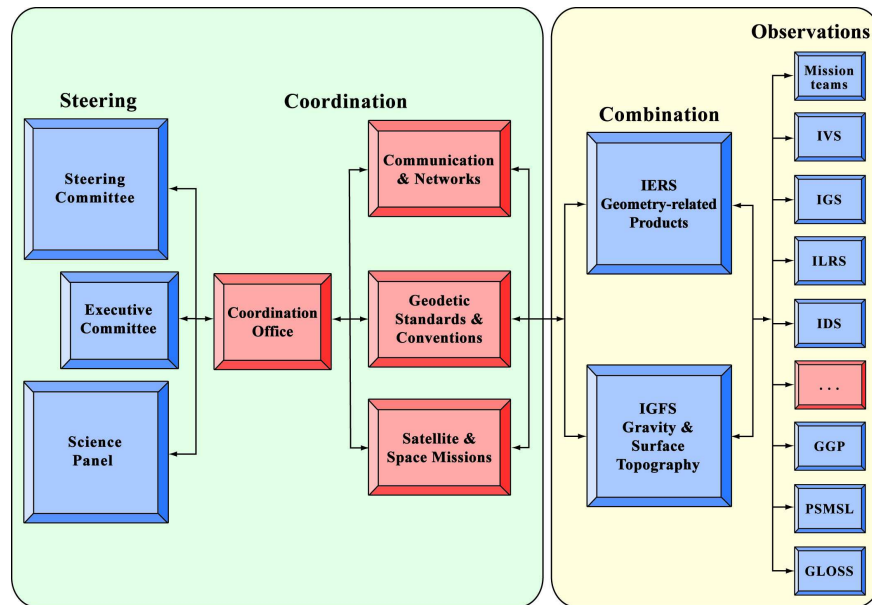 Steering
Steering
Committee
Executive
Committee
Science
Panel
Coordination
Coordination
Office
Communication
& Networks
Geodetic
Standards &
Conventions
Satellite &
Space Missions
Combination
IERS
Geometry-related
Products
IGFS
Gravity &
Surface
Topography
Observations
Mission
teams
IVS
IGS
ILRS
IDS
...
GGP
PSMSL
GLOSS